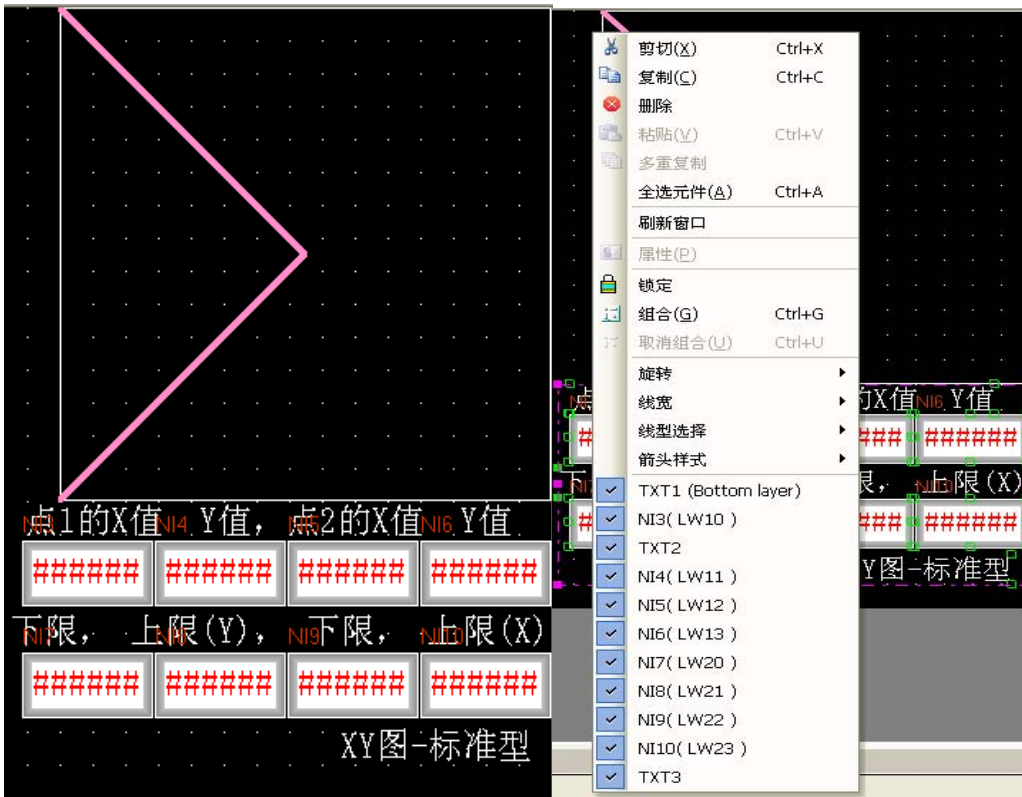 NI3 NI4 NI5 NI6
点1的X值 Y值, 点2的X值 Y值
###### ###### ###### ######
NI7 NI9 NI10
下限, 上限(Y), 下限, 上限(X)
###### ###### ###### ######
XY图-标准型
剪切(X) Ctrl+X
复制(C) Ctrl+C
删除
粘贴(V) Ctrl+V
多重复制
全选元件(A) Ctrl+A
刷新窗口
属性(P)
锁定
组合(G) Ctrl+G
取消组合(U) Ctrl+U
旋转
线宽
线型选择
箭头样式
TXT1 (Bottom layer)
NI3( LW10 )
TXT2
NI4( LW11 )
NI5( LW12 )
NI6( LW13 )
NI7( LW20 )
NI8( LW21 )
NI9( LW22 )
NI10( LW23 )
TXT3
点 的X值 NI6 Y值
# ### ######
下 限, 上限(X)
# ### ######
Y图-标准型